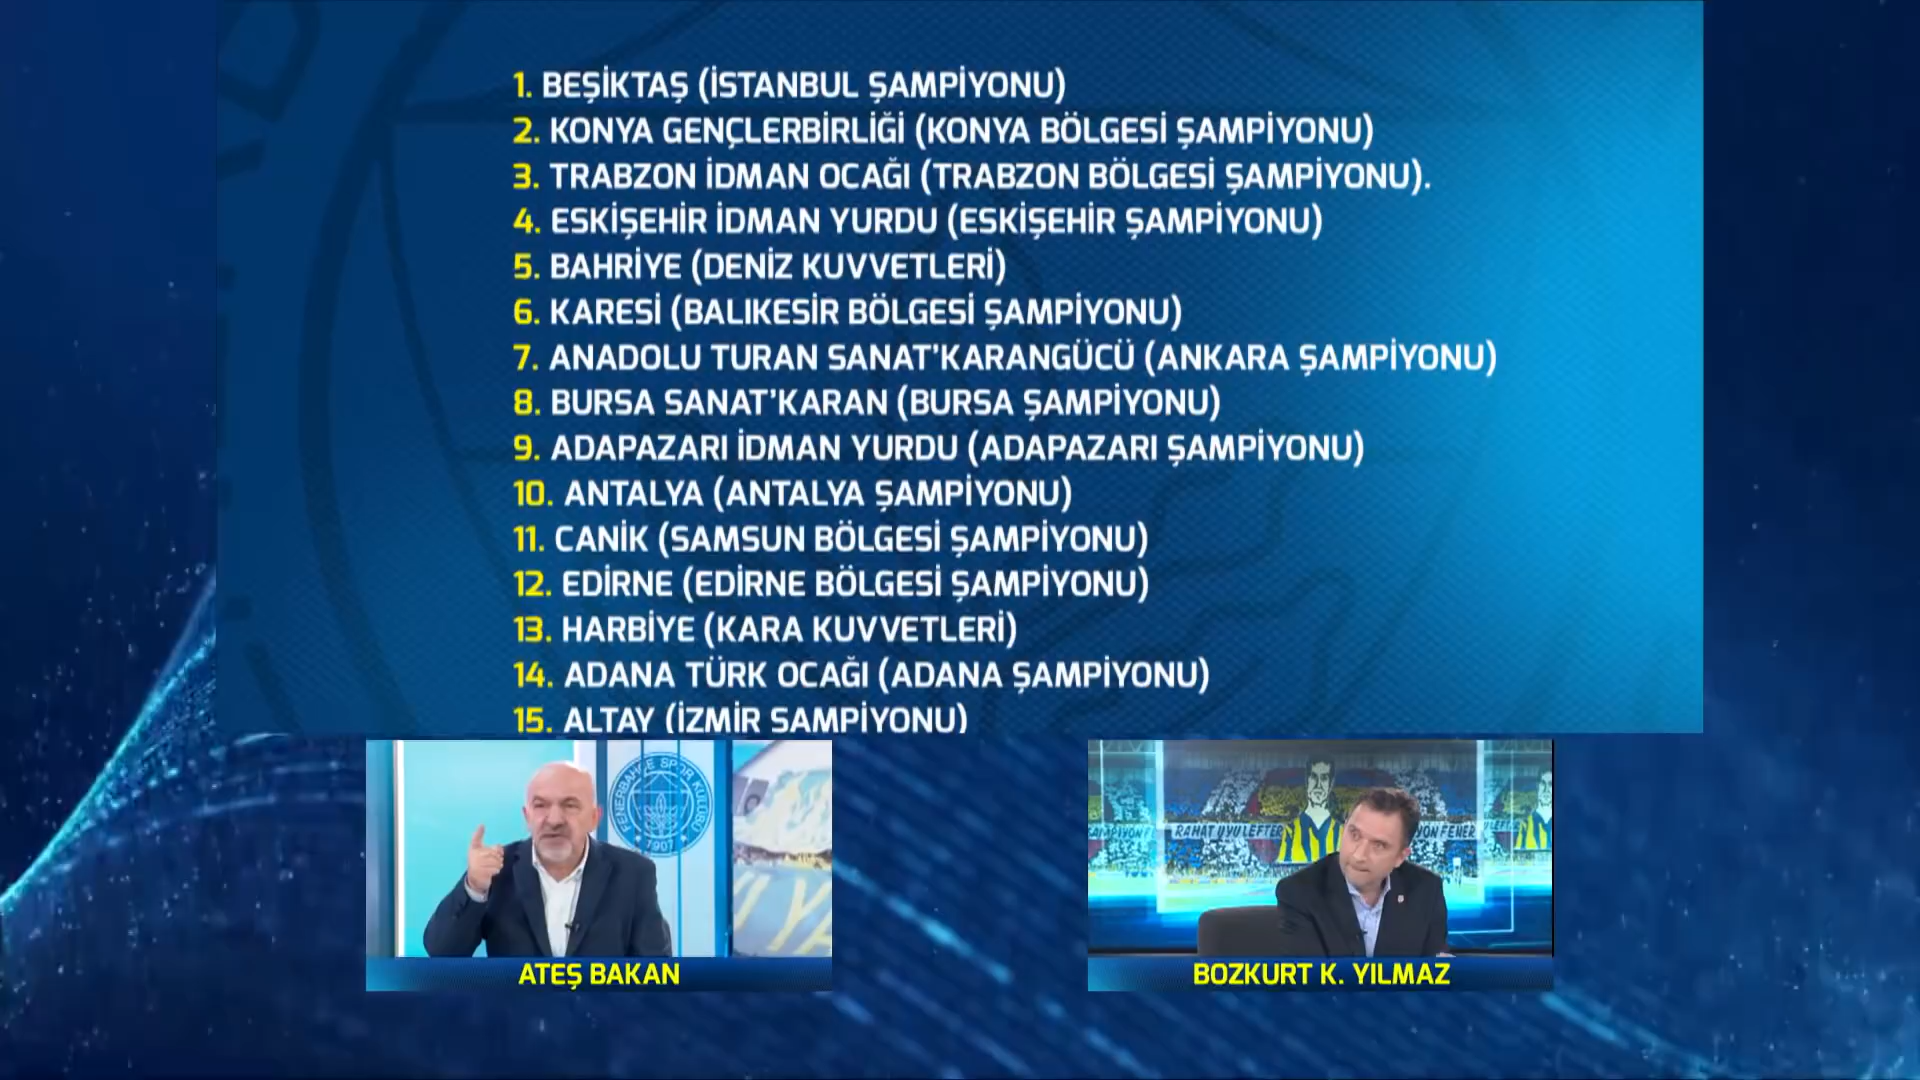 1. BEŞİKTAŞ (İSTANBUL ŞAMPİYONU)
2. KONYA GENÇLERBİRLİĞİ (KONYA BÖLGESİ ŞAMPİYONU)
3. TRABZON İDMAN OCAĞI (TRABZON BÖLGESİ ŞAMPİYONU).
4. ESKİŞEHİR İDMAN YURDU (ESKİŞEHİR ŞAMPİYONU)
5. BAHRİYE (DENİZ KUVVETLERİ)
6. KARESİ (BALIKESİR BÖLGESİ ŞAMPİYONU)
7. ANADOLU TURAN SANAT'KARANGÜCÜ (ANKARA ŞAMPİYONU)
8. BURSA SANAT'KARAN (BURSA ŞAMPİYONU)
9. ADAPAZARI İDMAN YURDU (ADAPAZARI ŞAMPİYONU)
10. ANTALYA (ANTALYA ŞAMPİYONU)
11. CANİK (SAMSUN BÖLGESİ ŞAMPİYONU)
12. EDİRNE (EDİRNE BÖLGESİ ŞAMPİYONU)
13. HARBİYE (KARA KUVVETLERİ)
14. ADANA TÜRK OCAĞI (ADANA ŞAMPİYONU)
15. ALTAY (İZMİR ŞAMPİYONU)
FENERBAHÇE SPOR KULÜBÜ
1907
RAHAT UYU LEFTER
ATEŞ BAKAN
BOZKURT K. YILMAZ